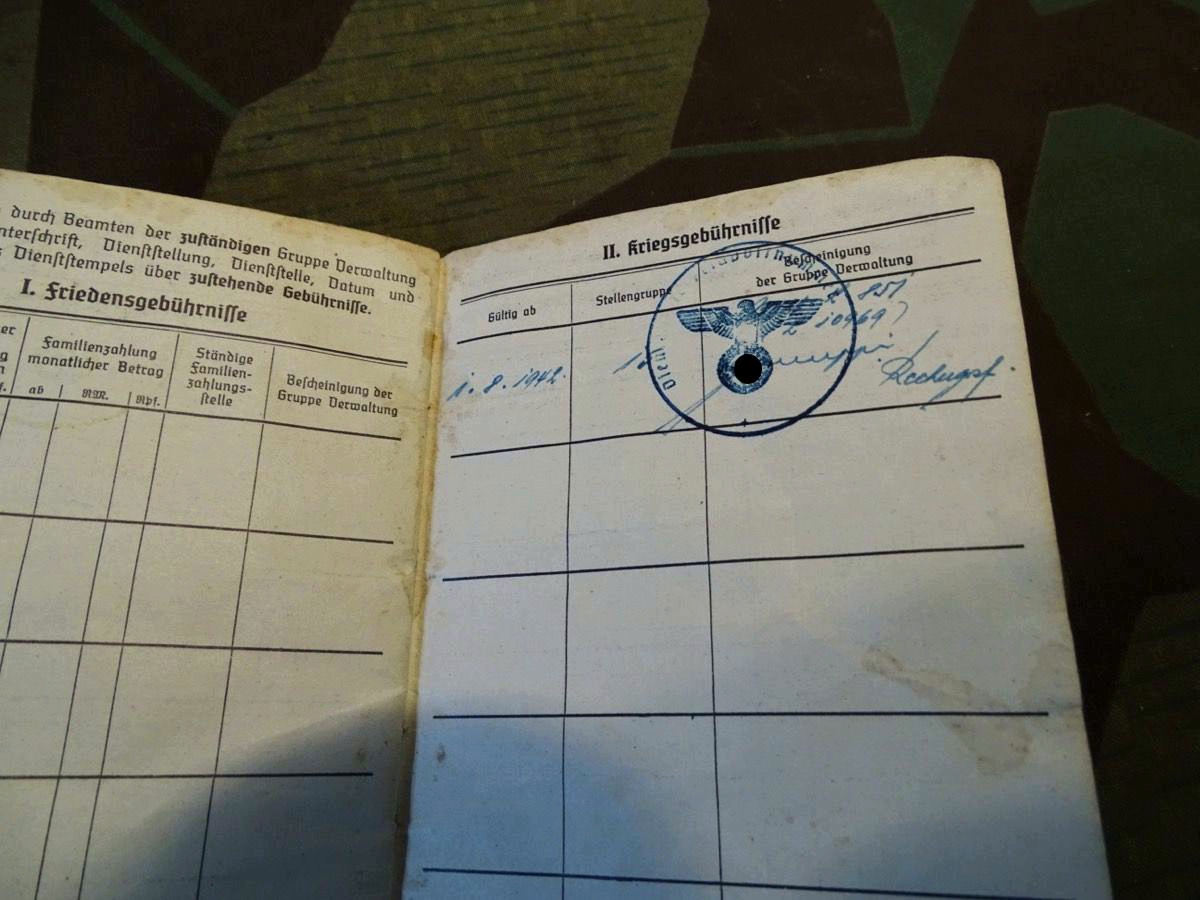 durch Beamten der zuständigen Gruppe Verwaltung
Unterschrift, Dienststellung, Dienststelle, Datum und
Dienststempels über zustehende Gebührnisse.
I. Friedensgebührnisse
Familienzahlung
monatlicher Betrag
ab
RM.
Rpf.
Ständige
Familien-
zahlungs-
stelle
Bescheinigung der
Gruppe Verwaltung
II. Kriegsgebührnisse
Gültig ab
Stellengruppe
Bescheinigung
der Gruppe Verwaltung
1. 8. 1942.
10469